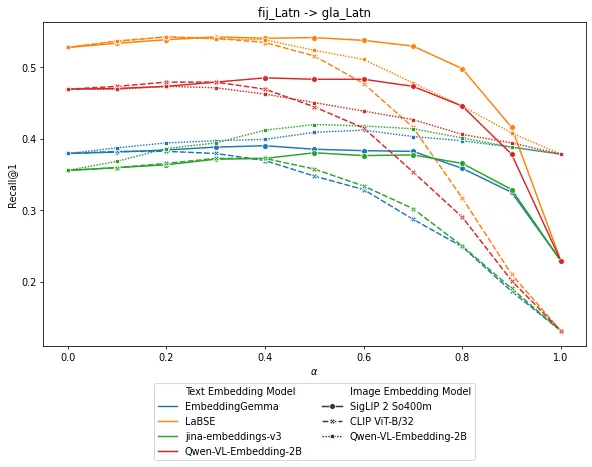 fij_Latn -> gla_Latn
Recall@1
0.5
0.4
0.3
0.2
0.0 0.2 0.4 0.6 0.8 1.0
α
Text Embedding Model Image Embedding Model
EmbeddingGemma SigLIP 2 So400m
LaBSE CLIP ViT-B/32
jina-embeddings-v3 Qwen-VL-Embedding-2B
Qwen-VL-Embedding-2B